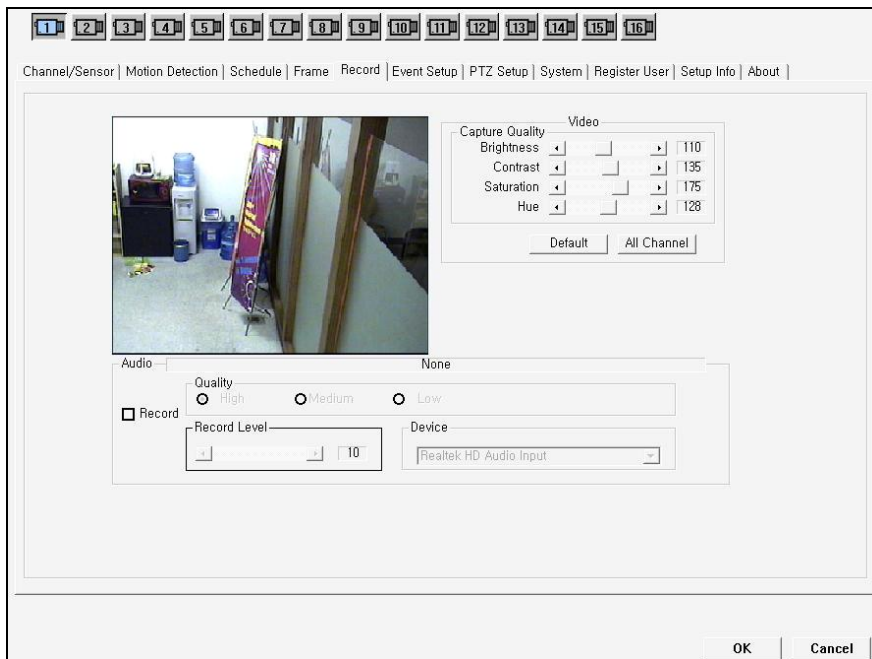 1 2 3 4 5 6 7 8 9 10 11 12 13 14 15 16
Channel/Sensor | Motion Detection | Schedule | Frame | Record | Event Setup | PTZ Setup | System | Register User | Setup Info | About |
Video
Capture Quality
Brightness 110
Contrast 135
Saturation 175
Hue 128
Default All Channel
Audio None
Quality
High Medium Low
Record
Record Level Device
10 Realtek HD Audio Input
OK Cancel